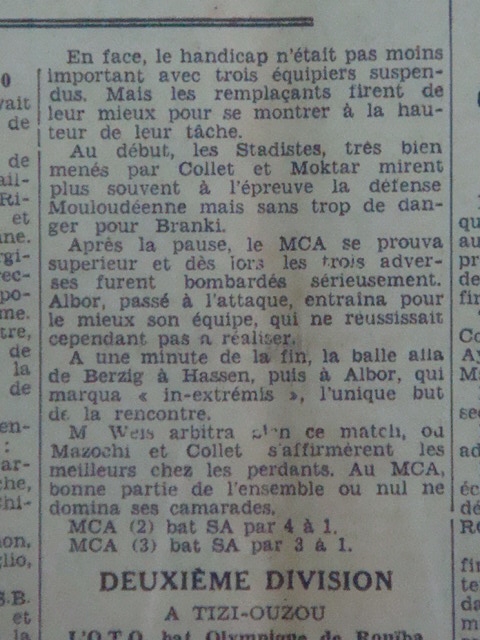 En face, le handicap n'était pas moins
important avec trois équipiers suspen-
dus. Mais les remplaçants firent de
leur mieux pour se montrer à la hau-
teur de leur tâche.
Au début, les Stadistes, très bien
menés par Collet et Moktar mirent
plus souvent à l'épreuve la défense
Mouloudéenne mais sans trop de dan-
ger pour Branki.
Après la pause, le MCA se prouva
superieur et dès lors les trois adver-
ses furent bombardés sérieusement.
Albor, passé à l'attaque, entraîna pour
le mieux son équipe, qui ne réussissait
cependant pas à réaliser.
A une minute de la fin, la balle alla
de Berzig à Hassen, puis à Albor, qui
marqua « in-extrémis », l'unique but
de la rencontre.
M Weis arbitra ce match, où
Mazochi et Collet s'affirmèrent les
meilleurs chez les perdants. Au MCA,
bonne partie de l'ensemble ou nul ne
domina ses camarades.
MCA (2) bat SA par 4 à 1.
MCA (3) bat SA par 3 à 1.
DEUXIÈME DIVISION
A TIZI-OUZOU
L'O.T.O. bat Olympique de Rouïba